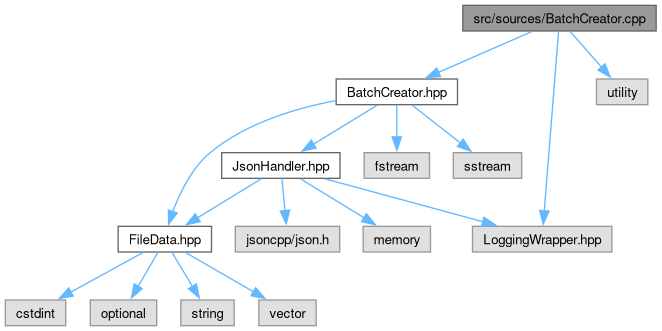 src/sources/BatchCreator.cpp
BatchCreator.hpp
utility
JsonHandler.hpp
fstream
sstream
FileData.hpp
jsoncpp/json.h
memory
LoggingWrapper.hpp
cstdint
optional
string
vector